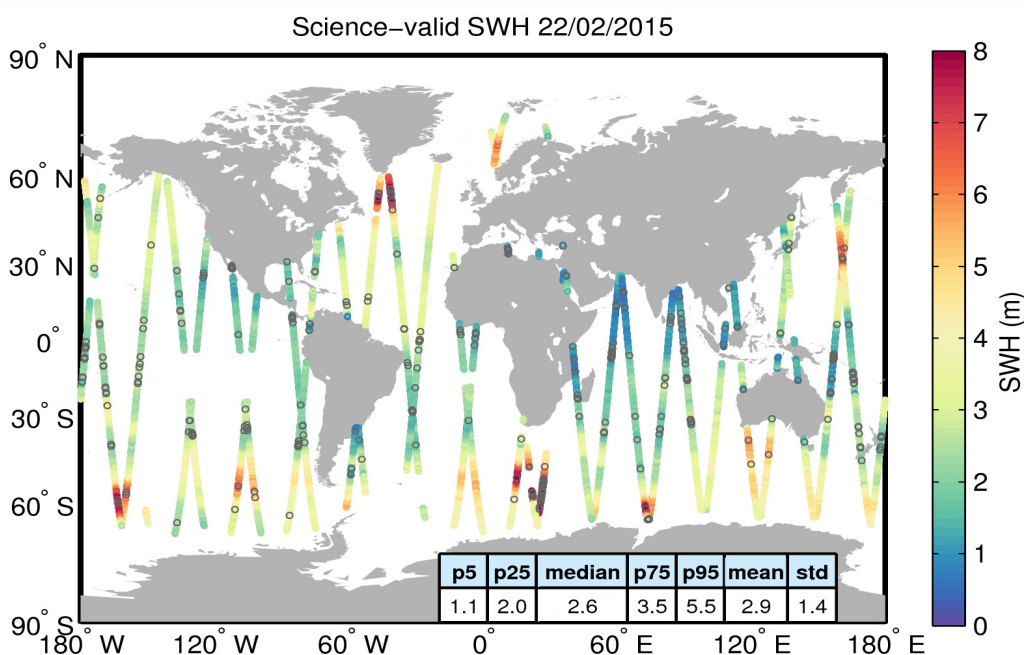 Science−valid SWH 22/02/2015
90° N
60° N
30° N
0°
30° S
60° S
90° S
180° W
120° W
60° W
0°
60° E
120° E
180° E
p5 p25 median p75 p95 mean std
1.1 2.0 2.6 3.5 5.5 2.9 1.4
8
7
6
5
4
3
2
1
0
SWH (m)